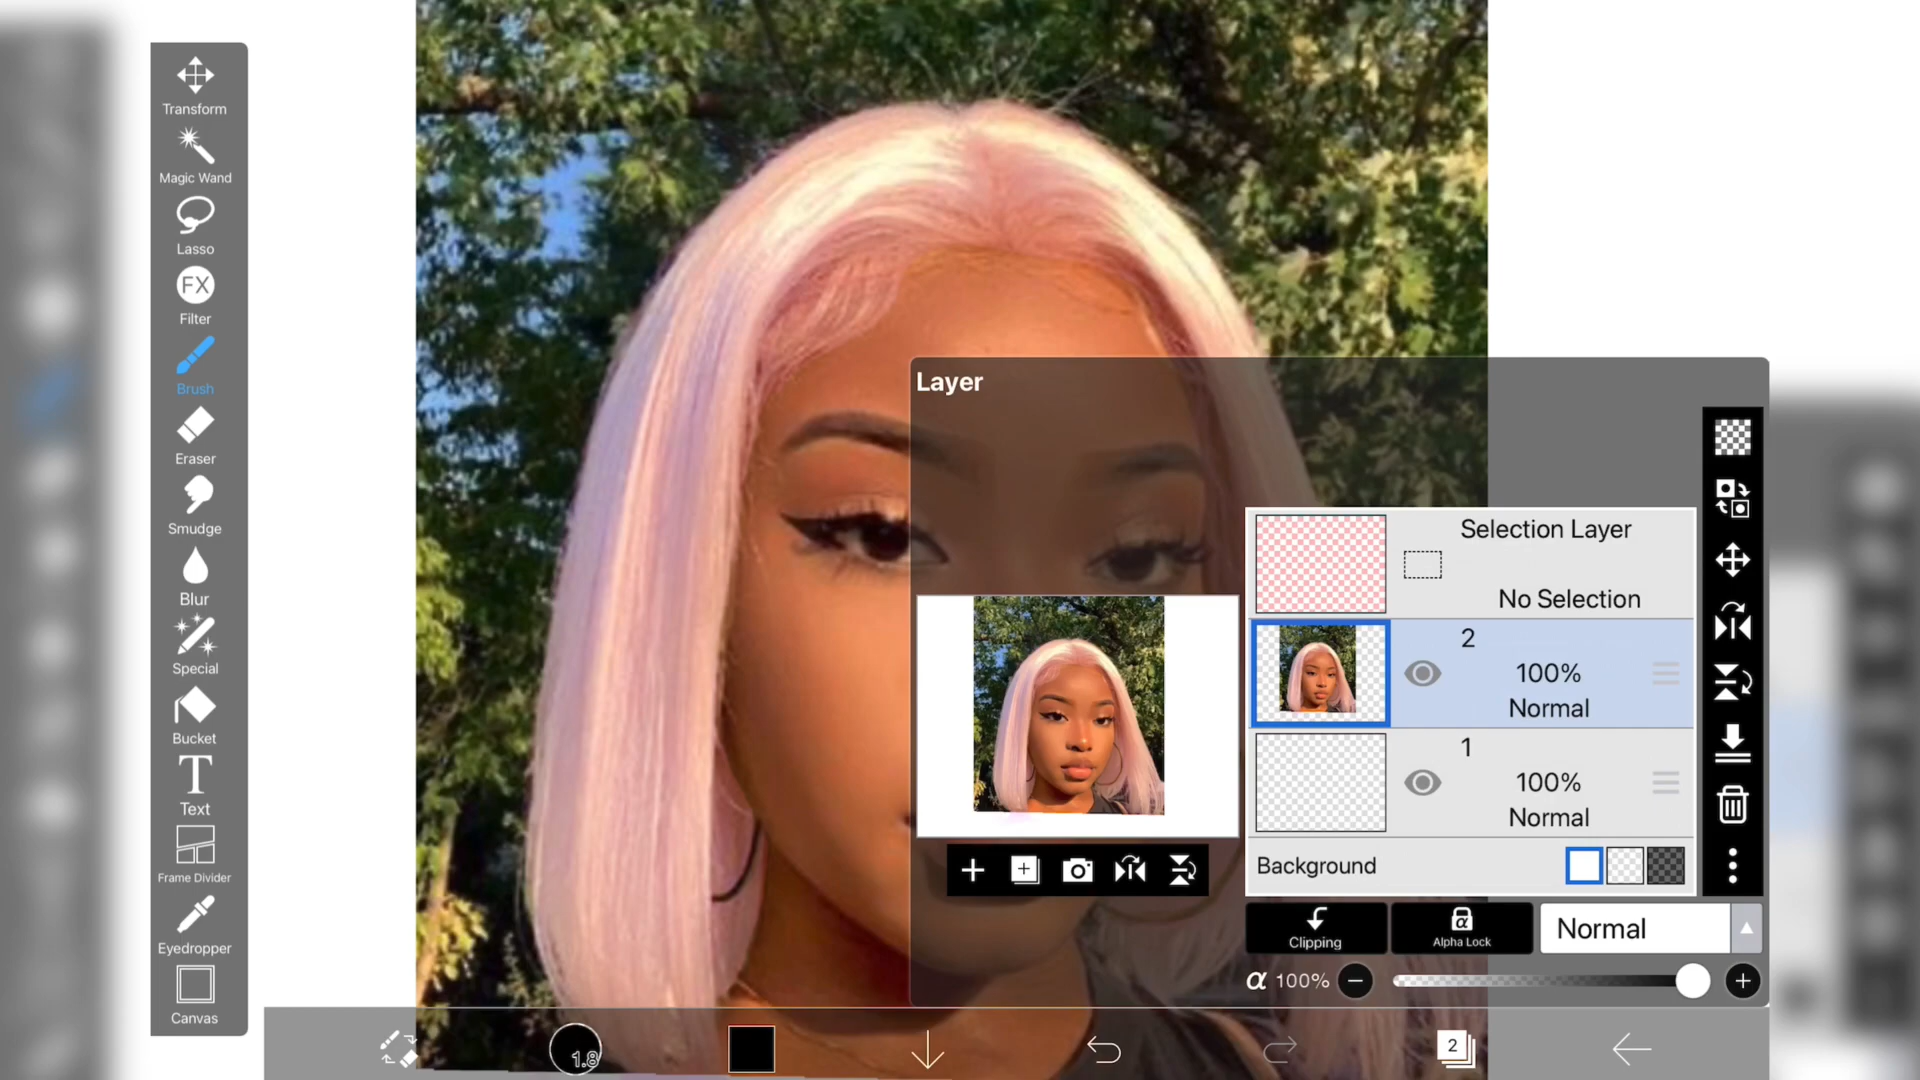 Transform
Magic Wand
Lasso
FX
Filter
Brush
Eraser
Smudge
Blur
Special
Bucket
T
Text
Frame Divider
Eyedropper
Canvas
Layer
Selection Layer
No Selection
2
100%
Normal
1
100%
Normal
Background
Clipping
α
Alpha Lock
Normal
α 100%
1.8
2